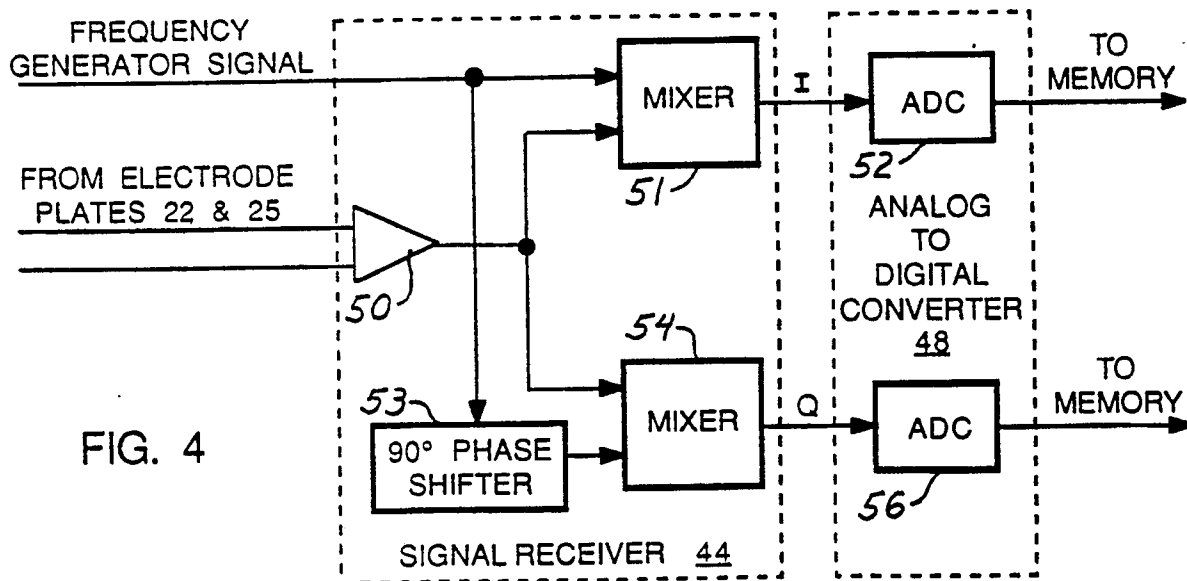 FREQUENCY
GENERATOR SIGNAL
FROM ELECTRODE
PLATES 22 & 25
50
MIXER
51
I
ADC
52
TO
MEMORY
ANALOG
TO
DIGITAL
CONVERTER
48
53
90° PHASE
SHIFTER
54
MIXER
Q
ADC
56
TO
MEMORY
SIGNAL RECEIVER 44
FIG. 4